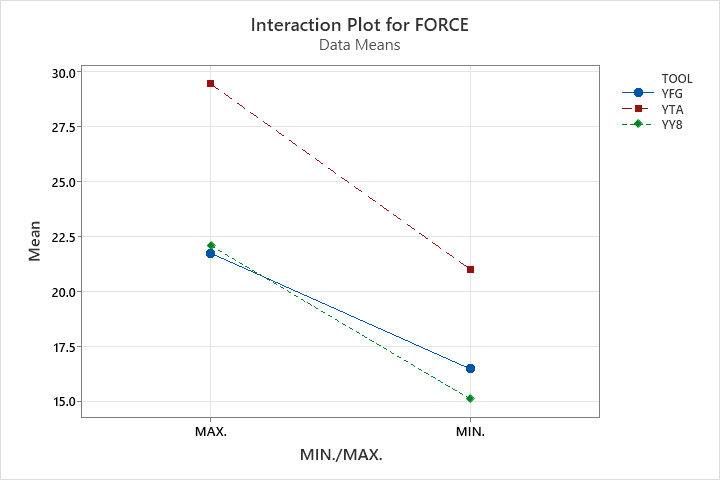 Interaction Plot for FORCE
Data Means
TOOL
YFG
YTA
YY8
Mean
30.0
27.5
25.0
22.5
20.0
17.5
15.0
MAX.
MIN.
MIN./MAX.